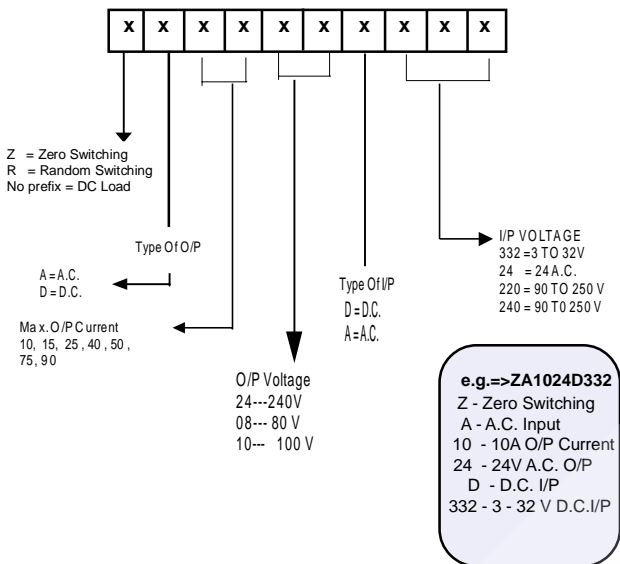 x x x x x x x x x x
Z = Zero Switching
R = Random Switching
No prefix = DC Load
Type Of O/P
A = A.C.
D = D.C.
Max. O/P Current
10, 15, 25, 40, 50,
75, 90
O/P Voltage
24---240V
08--- 80 V
10--- 100 V
Type Of I/P
D = D.C.
A = A.C.
I/P VOLTAGE
332 =3 TO 32V
24 = 24 A.C.
220 = 90 TO 250 V
240 = 90 T0 250 V
e.g.=>ZA1024D332
Z - Zero Switching
A - A.C. Input
10 - 10A O/P Current
24 - 24V A.C. O/P
D - D.C. I/P
332 - 3 - 32 V D.C.I/P